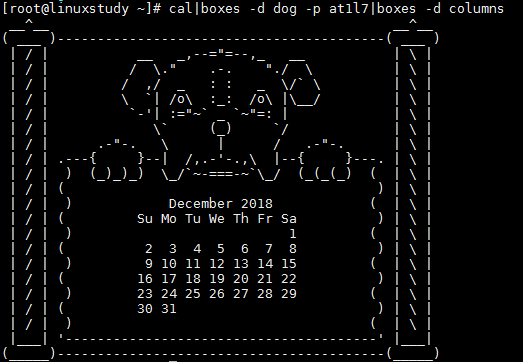 [root@linuxstudy ~]# cal|boxes -d dog -p at1l7|boxes -d columns
December 2018
Su Mo Tu We Th Fr Sa
1
2 3 4 5 6 7 8
9 10 11 12 13 14 15
16 17 18 19 20 21 22
23 24 25 26 27 28 29
30 31